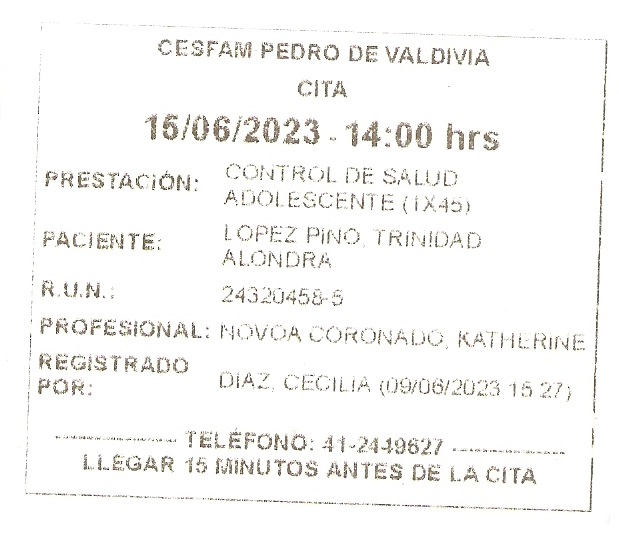 CESFAM PEDRO DE VALDIVIA
CITA
15/06/2023 - 14:00 hrs
PRESTACIÓN: CONTROL DE SALUD
ADOLESCENTE (1X45)
PACIENTE: LOPEZ PINO, TRINIDAD
ALONDRA
R.U.N.: 24320458-5
PROFESIONAL: NOVOA CORONADO, KATHERINE
REGISTRADO
POR: DIAZ, CECILIA (09/06/2023 15:27)
TELÉFONO: 41-2449627
LLEGAR 15 MINUTOS ANTES DE LA CITA